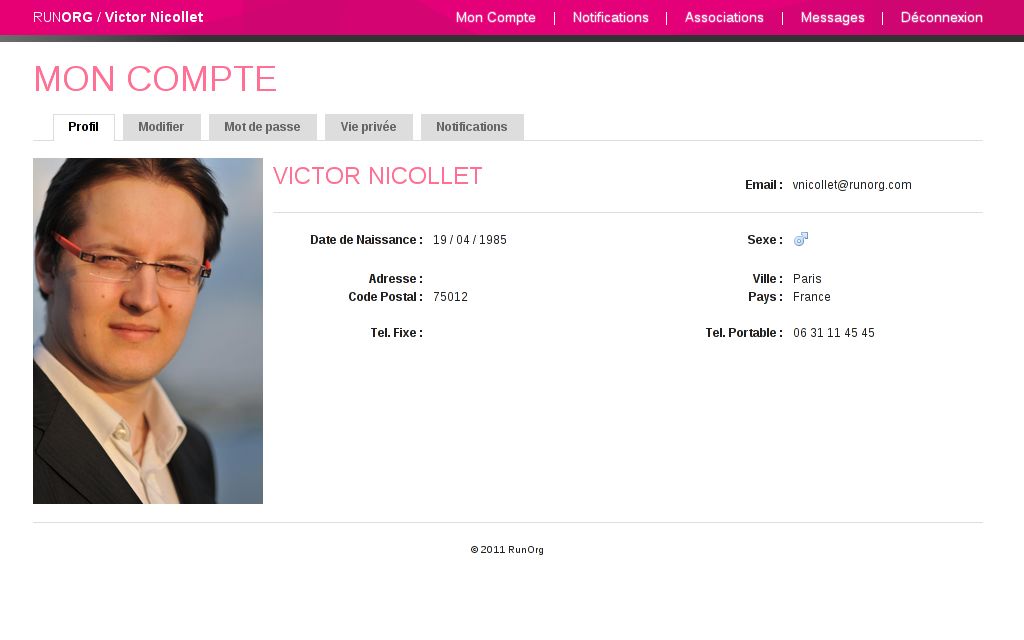 RUNORG / Victor Nicollet
Mon Compte | Notifications | Associations | Messages | Déconnexion
MON COMPTE
Profil Modifier Mot de passe Vie privée Notifications
VICTOR NICOLLET
Email : vnicollet@runorg.com
Date de Naissance : 19 / 04 / 1985 Sexe :
Adresse : Ville : Paris
Code Postal : 75012 Pays : France
Tel. Fixe : Tel. Portable : 06 31 11 45 45
© 2011 RunOrg